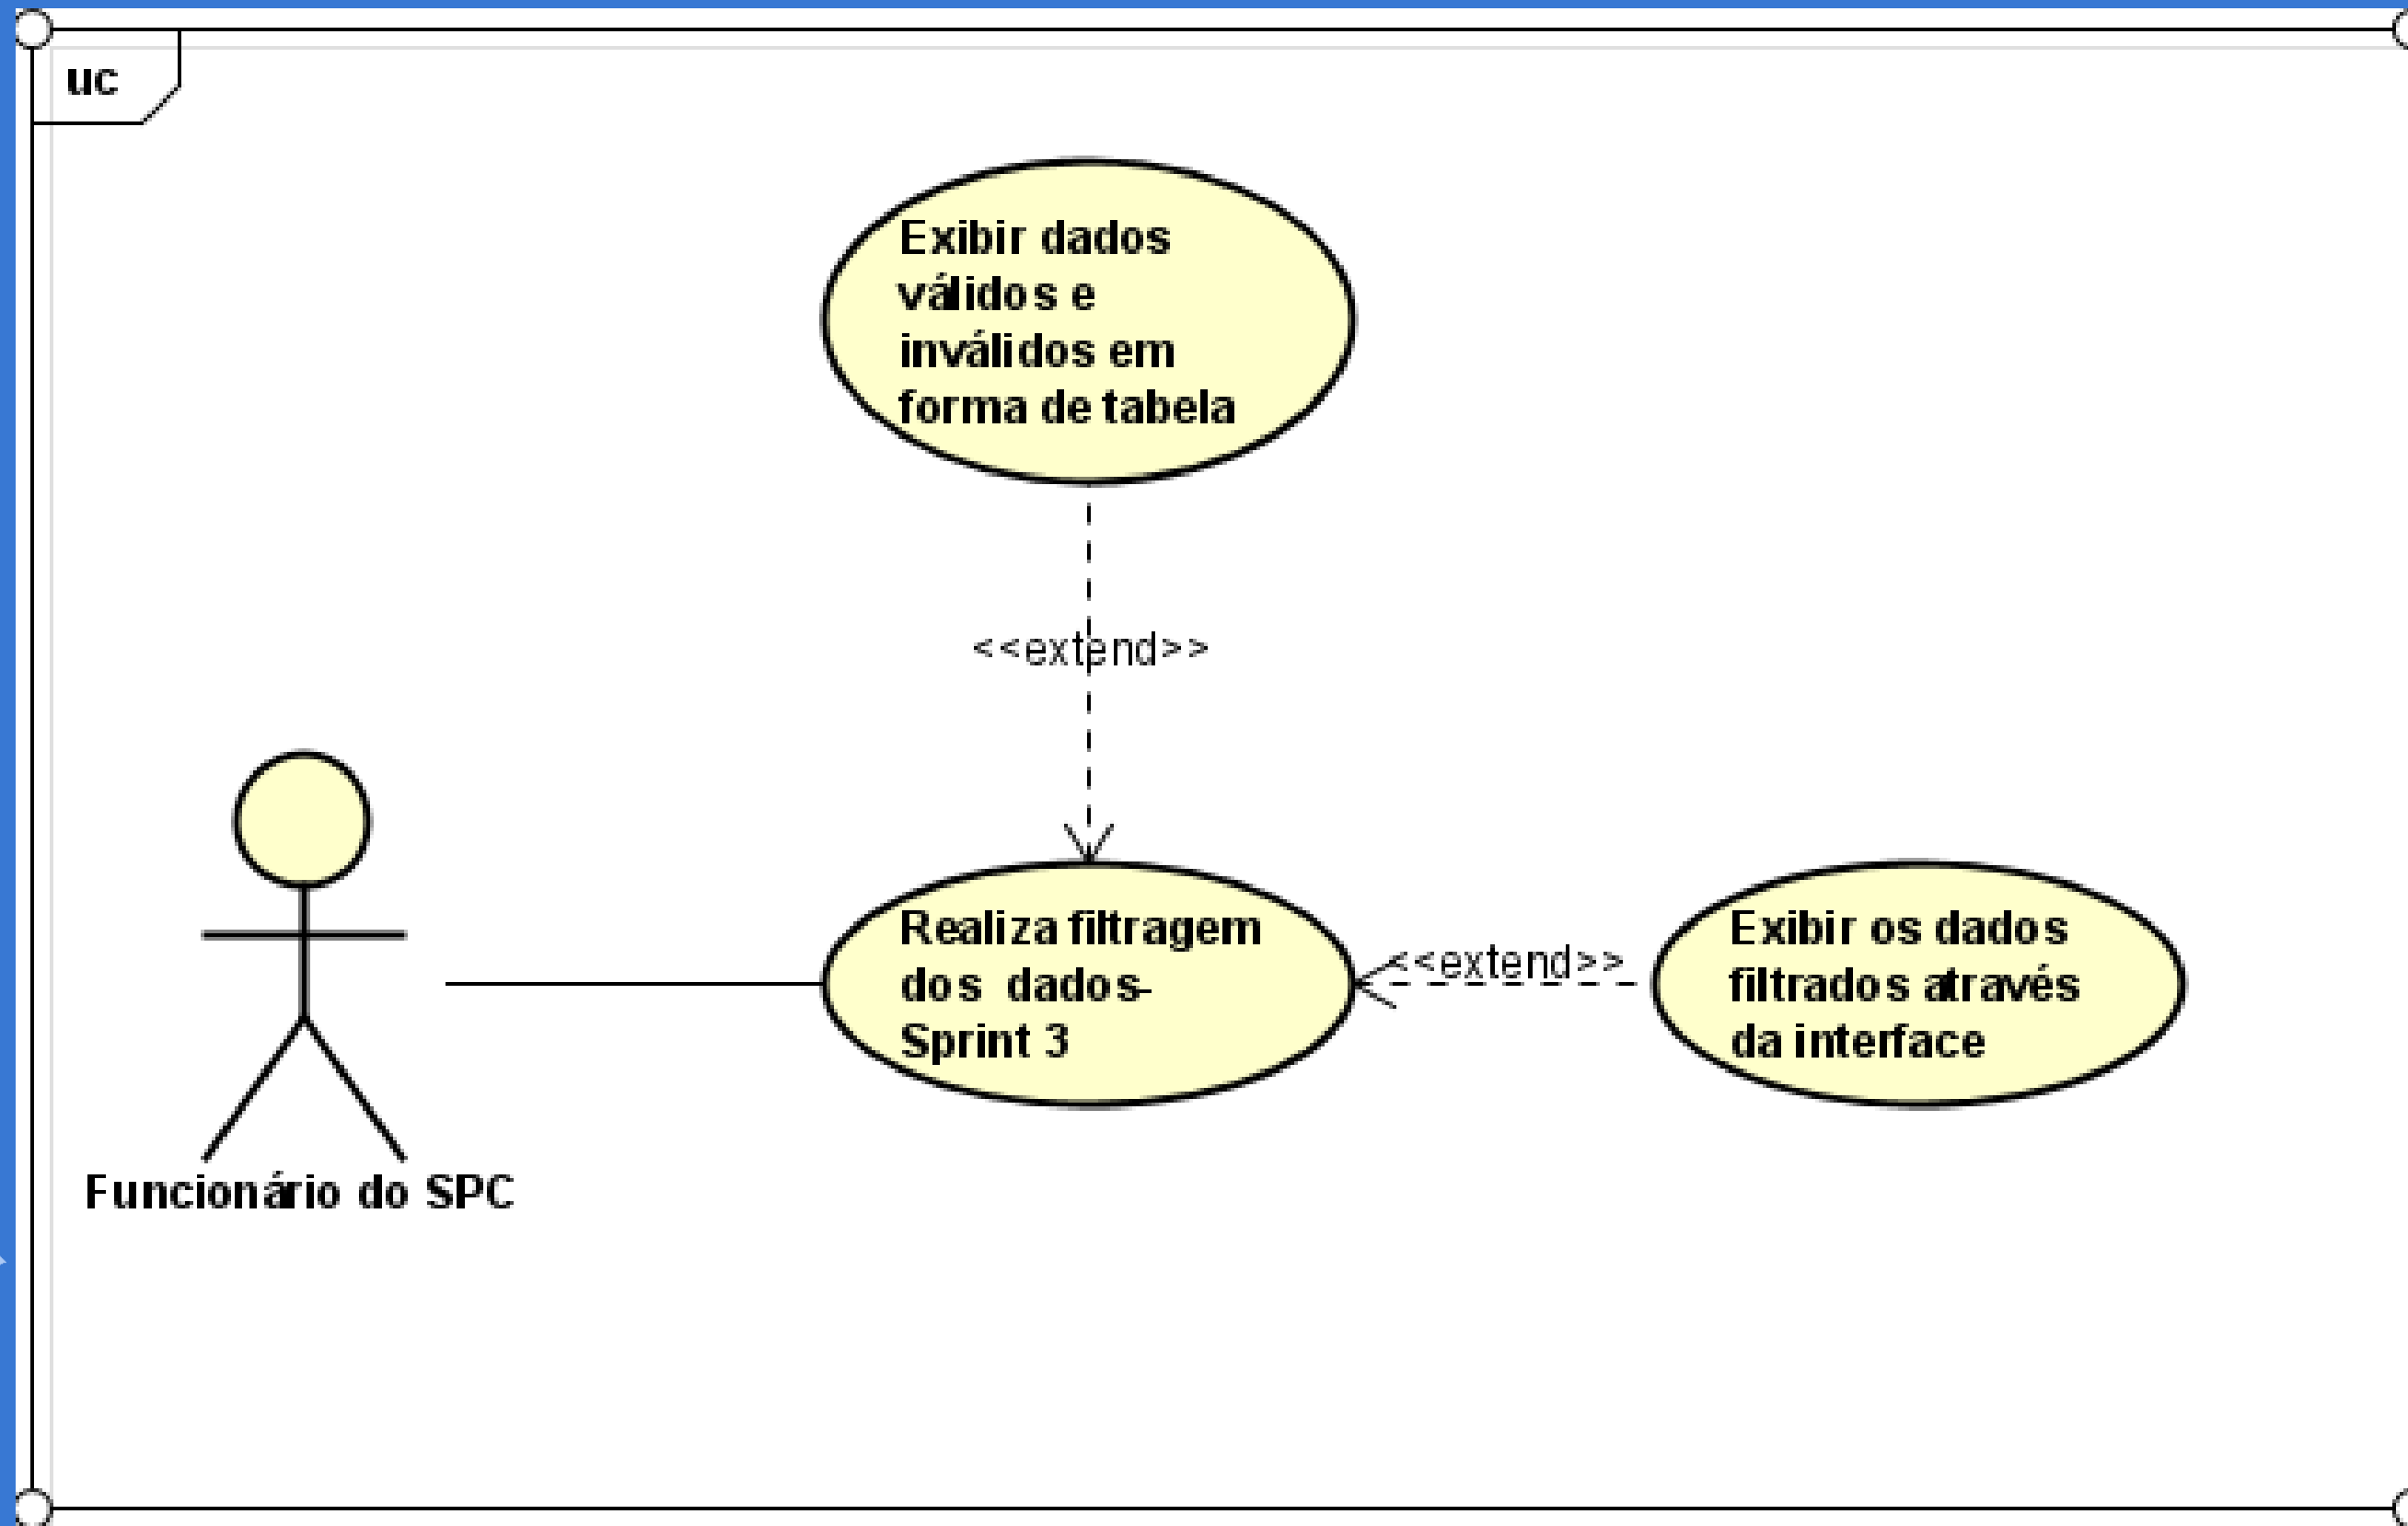 uc
Exibir dados
válidos e
inválidos em
forma de tabela
<<extend>>
Realiza filtragem
dos dados-
Sprint 3
<<extend>>
Exibir os dados
filtrados através
da interface
Funcionário do SPC